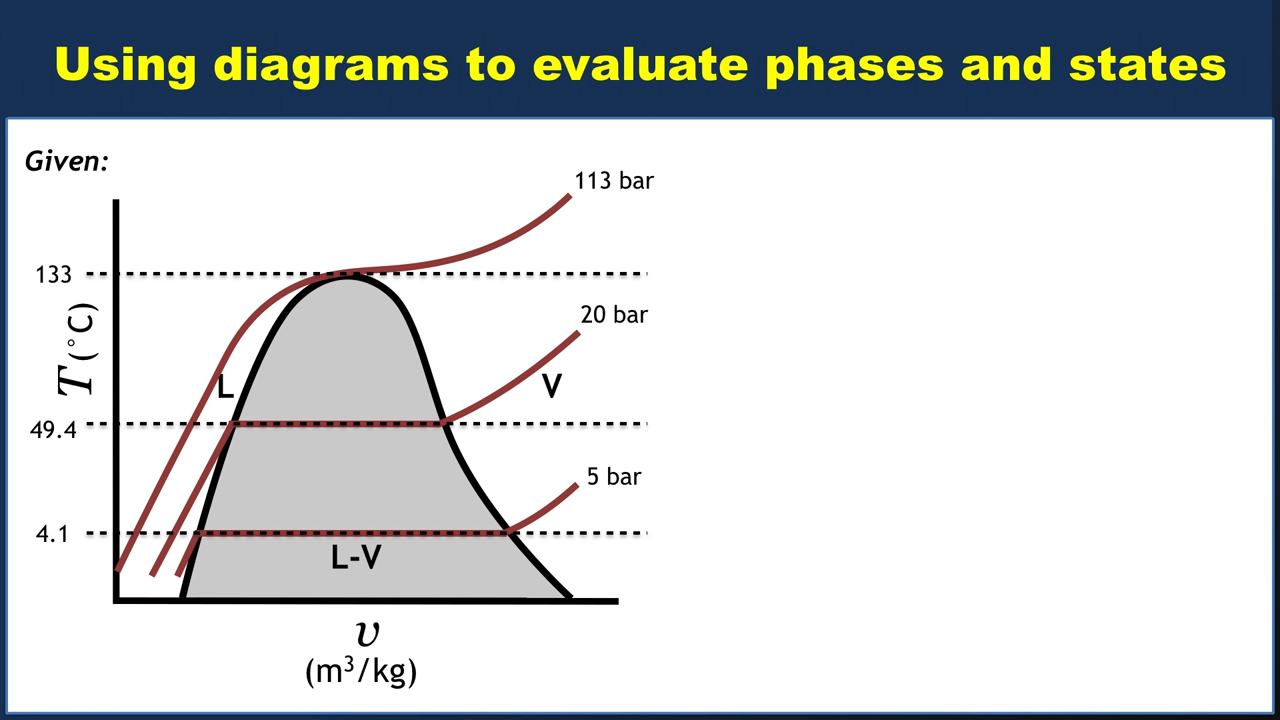 Using diagrams to evaluate phases and states
Given:
113 bar
133
20 bar
T (°C)
L
V
49.4
5 bar
4.1
L-V
υ
(m³/kg)